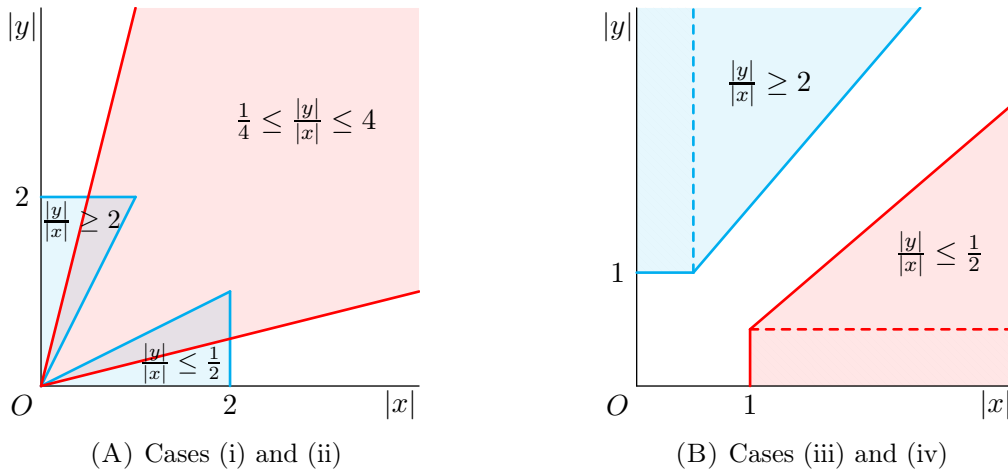 |y|
1/4 ≤ |y|/|x| ≤ 4
2
|y|/|x| ≥ 2
|y|/|x| ≤ 1/2
O
2
|x|
(A) Cases (i) and (ii)
|y|
|y|/|x| ≥ 2
|y|/|x| ≤ 1/2
1
O
1
|x|
(B) Cases (iii) and (iv)